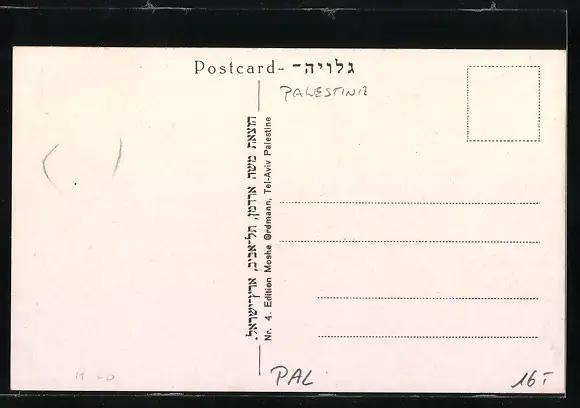 Postcard- גלויה-
PALESTINE
הוצאת משה ארדמן, תל-אביב, ארץ-ישראל.
Nr. 4. Edition Moshe Ordmann, Tel-Aviv Palestine
PAL
16